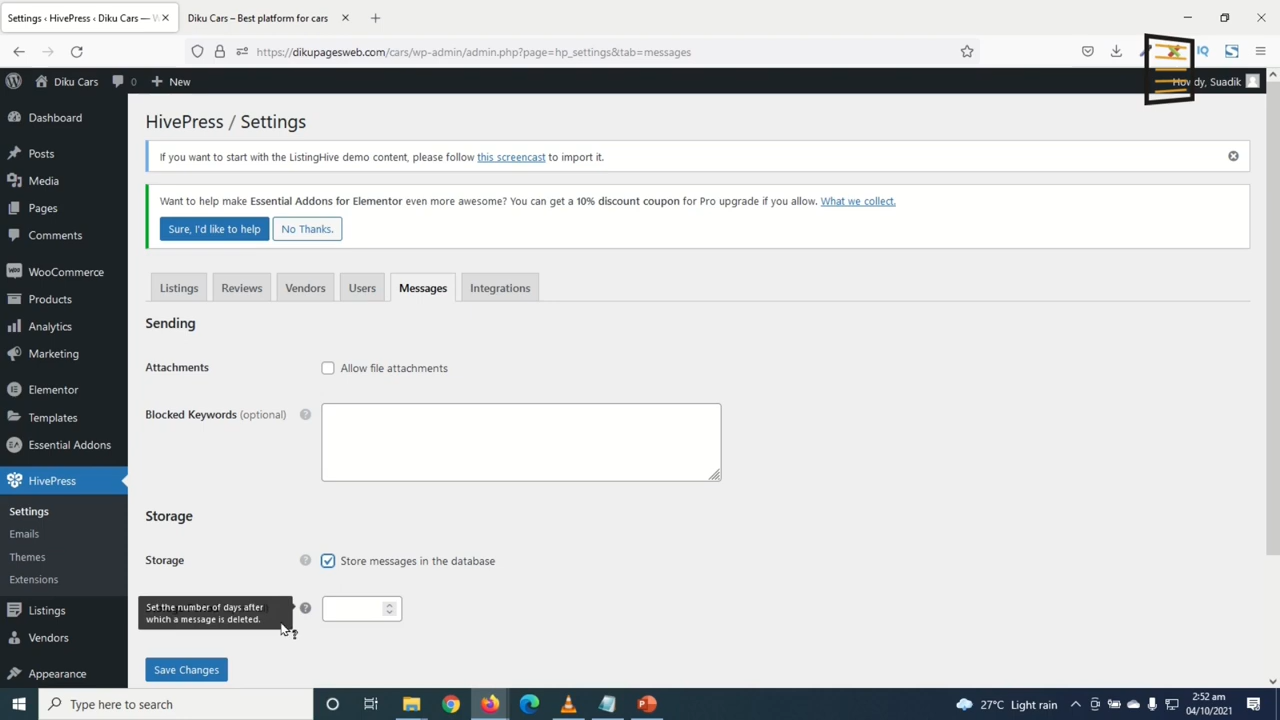 Settings ‹ HivePress ‹ Diku Cars —
Diku Cars – Best platform for cars
https://dikupagesweb.com/cars/wp-admin/admin.php?page=hp_settings&tab=messages
IQ
Diku Cars
0
New
dy, Suadik
Dashboard
Posts
Media
Pages
Comments
WooCommerce
Products
Analytics
Marketing
Elementor
Templates
Essential Addons
HivePress
Settings
Emails
Themes
Extensions
Listings
Vendors
Appearance
HivePress / Settings
If you want to start with the ListingHive demo content, please follow this screencast to import it.
Want to help make Essential Addons for Elementor even more awesome? You can get a 10% discount coupon for Pro upgrade if you allow. What we collect.
Sure, I'd like to help
No Thanks.
Listings
Reviews
Vendors
Users
Messages
Integrations
Sending
Attachments
Allow file attachments
Blocked Keywords (optional)
Storage
Storage
Store messages in the database
Set the number of days after
which a message is deleted.
Save Changes
Type here to search
27°C Light rain
2:52 am
04/10/2021